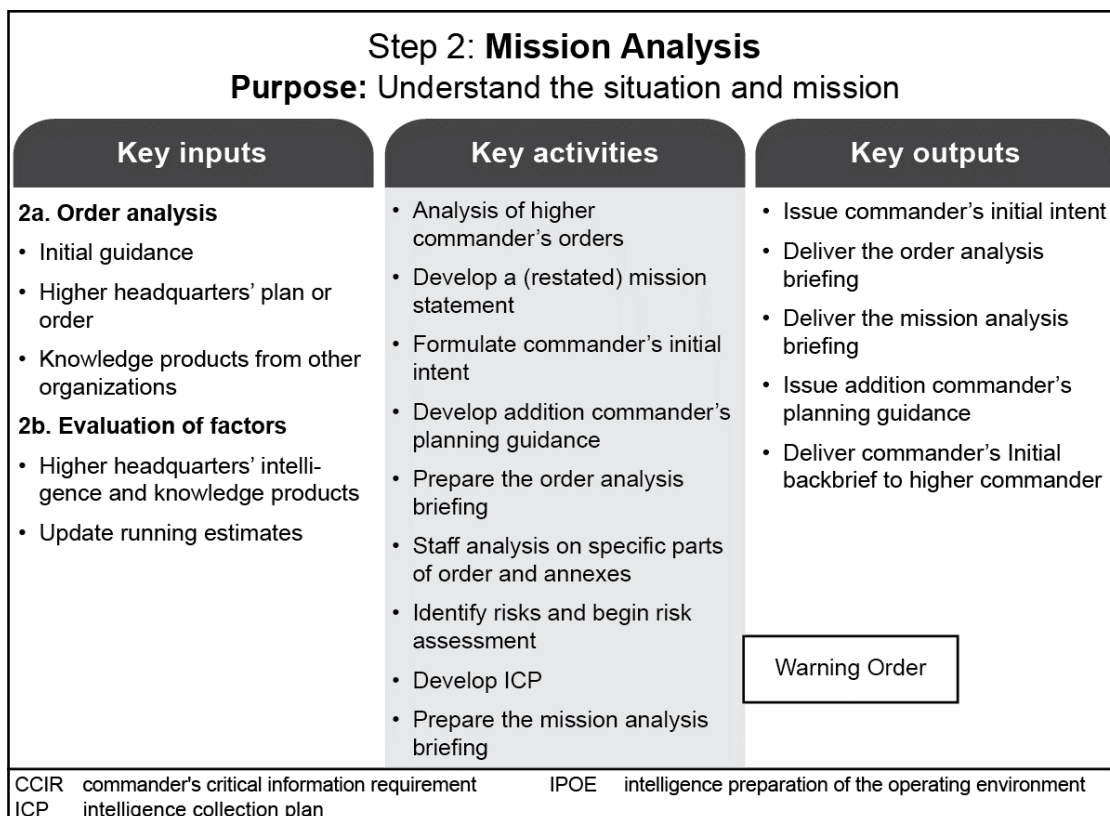 Step 2: Mission Analysis
Purpose: Understand the situation and mission
Key inputs
2a. Order analysis
• Initial guidance
• Higher headquarters’ plan or
order
• Knowledge products from other
organizations
2b. Evaluation of factors
• Higher headquarters’ intelli-
gence and knowledge products
• Update running estimates
Key activities
• Analysis of higher
commander’s orders
• Develop a (restated) mission
statement
• Formulate commander’s initial
intent
• Develop addition commander’s
planning guidance
• Prepare the order analysis
briefing
• Staff analysis on specific parts
of order and annexes
• Identify risks and begin risk
assessment
• Develop ICP
• Prepare the mission analysis
briefing
Key outputs
• Issue commander’s initial intent
• Deliver the order analysis
briefing
• Deliver the mission analysis
briefing
• Issue addition commander’s
planning guidance
• Deliver commander’s Initial
backbrief to higher commander
Warning Order
CCIR commander's critical information requirement
IPOE intelligence preparation of the operating environment
ICP intelligence collection plan